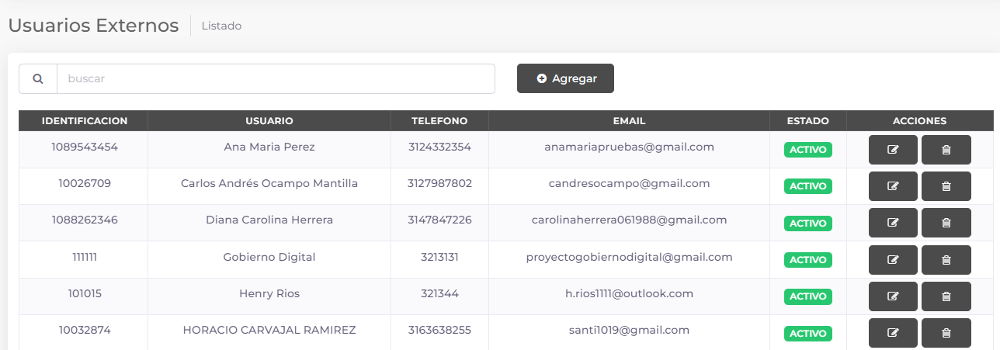 Usuarios Externos Listado
buscar Agregar
IDENTIFICACION USUARIO TELEFONO EMAIL ESTADO ACCIONES
1089543454 Ana Maria Perez 3124332354 anamariapruebas@gmail.com ACTIVO
10026709 Carlos Andrés Ocampo Mantilla 3127987802 candresocampo@gmail.com ACTIVO
1088262346 Diana Carolina Herrera 3147847226 carolinaherrera061988@gmail.com ACTIVO
111111 Gobierno Digital 3213131 proyectogobiernodigital@gmail.com ACTIVO
101015 Henry Rios 321344 h.rios1111@outlook.com ACTIVO
10032874 HORACIO CARVAJAL RAMIREZ 3163638255 santi1019@gmail.com ACTIVO